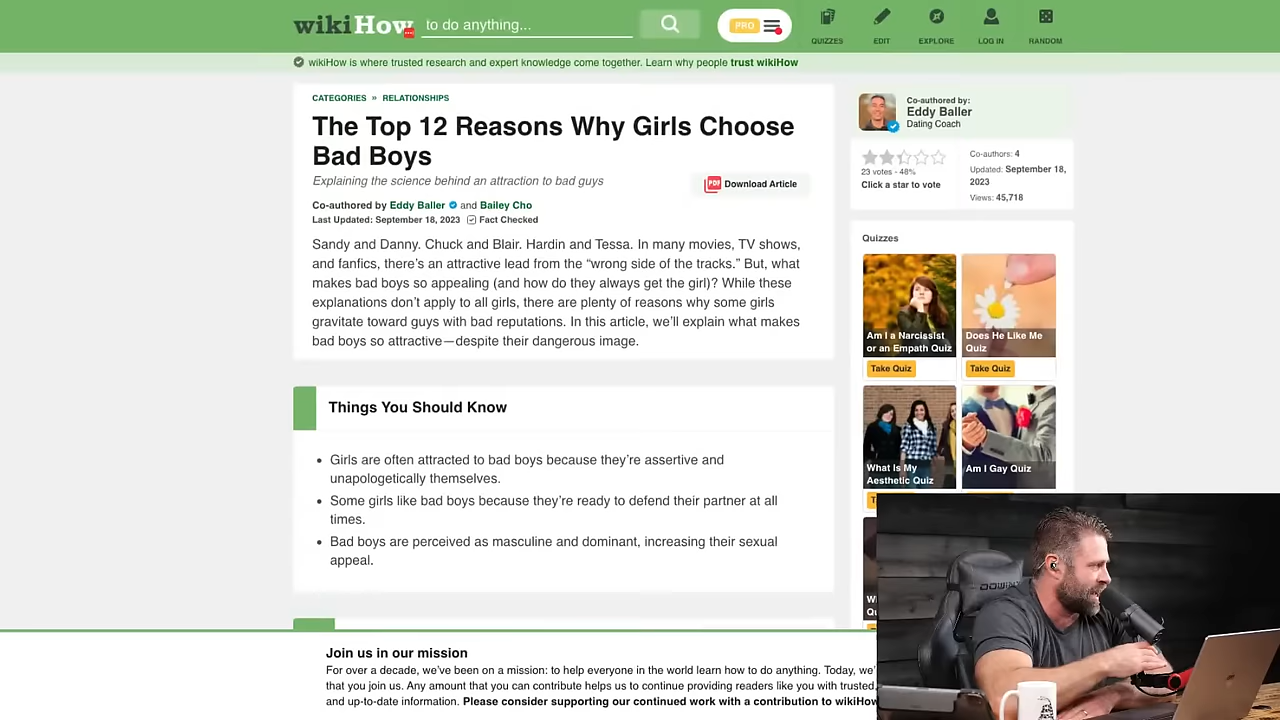 wikiHow to do anything... PRO
QUIZZES EDIT EXPLORE LOG IN RANDOM
wikiHow is where trusted research and expert knowledge come together. Learn why people trust wikiHow
CATEGORIES » RELATIONSHIPS
The Top 12 Reasons Why Girls Choose
Bad Boys
Explaining the science behind an attraction to bad guys
PDF Download Article
Co-authored by Eddy Baller and Bailey Cho
Last Updated: September 18, 2023 Fact Checked
Sandy and Danny. Chuck and Blair. Hardin and Tessa. In many movies, TV shows,
and fanfics, there's an attractive lead from the “wrong side of the tracks.” But, what
makes bad boys so appealing (and how do they always get the girl)? While these
explanations don’t apply to all girls, there are plenty of reasons why some girls
gravitate toward guys with bad reputations. In this article, we’ll explain what makes
bad boys so attractive—despite their dangerous image.
Things You Should Know
• Girls are often attracted to bad boys because they’re assertive and
unapologetically themselves.
• Some girls like bad boys because they’re ready to defend their partner at all
times.
• Bad boys are perceived as masculine and dominant, increasing their sexual
appeal.
Co-authored by:
Eddy Baller
Dating Coach
23 votes - 48%
Click a star to vote
Co-authors: 4
Updated: September 18,
2023
Views: 45,718
Quizzes
Am I a Narcissist
or an Empath Quiz
Take Quiz
Does He Like Me
Quiz
Take Quiz
What Is My
Aesthetic Quiz
Am I Gay Quiz
Join us in our mission
For over a decade, we’ve been on a mission: to help everyone in the world learn how to do anything. Today, we’
that you join us. Any amount that you can contribute helps us to continue providing readers like you with trusted,
and up-to-date information. Please consider supporting our continued work with a contribution to wikiHow